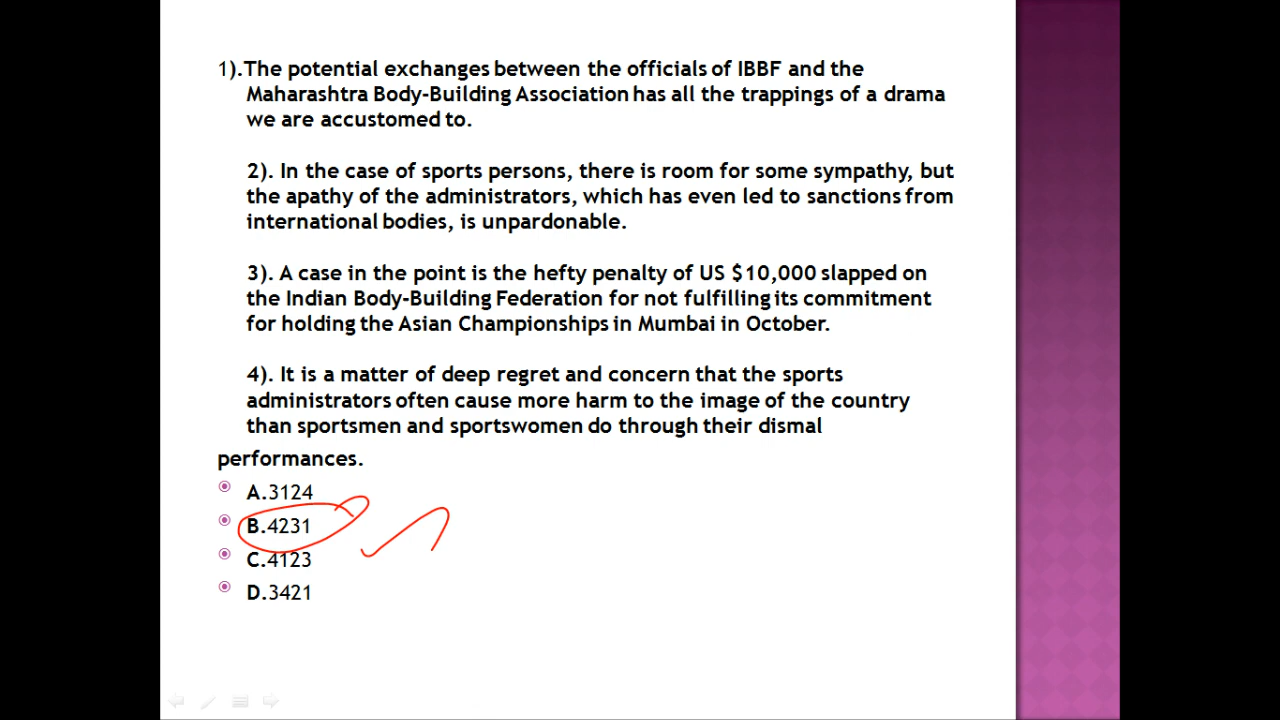 1).The potential exchanges between the officials of IBBF and the
Maharashtra Body-Building Association has all the trappings of a drama
we are accustomed to.
2). In the case of sports persons, there is room for some sympathy, but
the apathy of the administrators, which has even led to sanctions from
international bodies, is unpardonable.
3). A case in the point is the hefty penalty of US $10,000 slapped on
the Indian Body-Building Federation for not fulfilling its commitment
for holding the Asian Championships in Mumbai in October.
4). It is a matter of deep regret and concern that the sports
administrators often cause more harm to the image of the country
than sportsmen and sportswomen do through their dismal
performances.
A.3124
B.4231
C.4123
D.3421